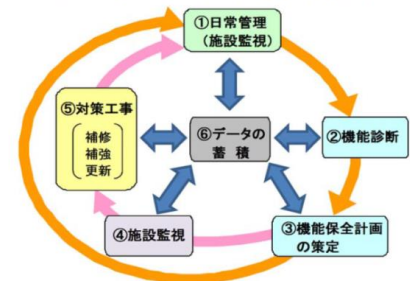 ①日常管理
（施設監視）
②機能診断
③機能保全計画
の策定
④施設監視
⑤対策工事
補修
補強
更新
⑥データの
蓄積